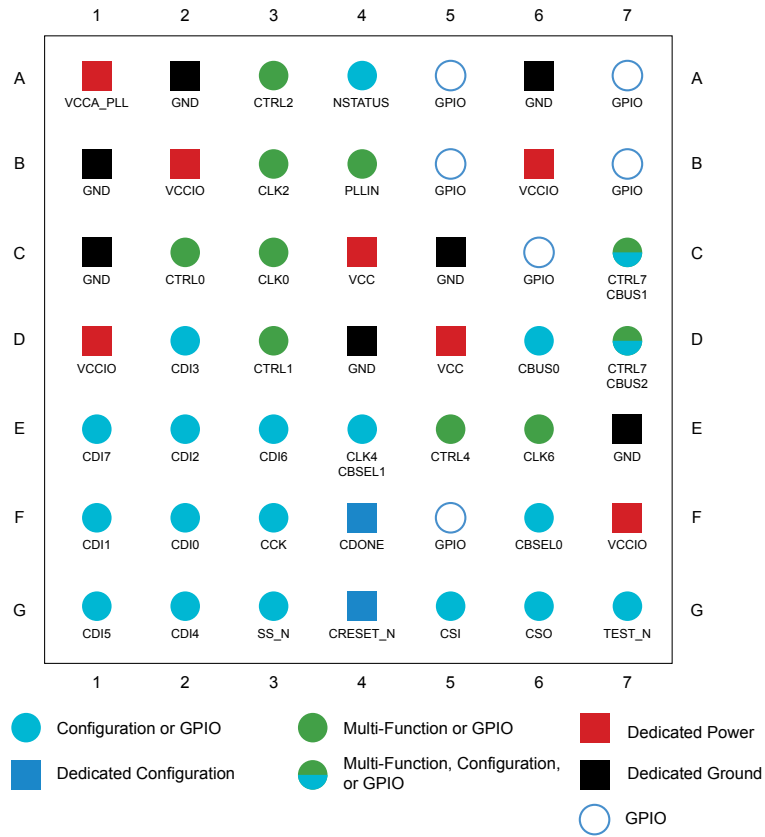 1 2 3 4 5 6 7
A A
VCCA_PLL GND CTRL2 NSTATUS GPIO GND GPIO
B B
GND VCCIO CLK2 PLLIN GPIO VCCIO GPIO
C C
GND CTRL0 CLK0 VCC GND GPIO CTRL7
CBUS1
D D
VCCIO CDI3 CTRL1 GND VCC CBUS0 CTRL7
CBUS2
E E
CDI7 CDI2 CDI6 CLK4 CTRL4 CLK6 GND
CBSEL1
F F
CDI1 CDI0 CCK CDONE GPIO CBSEL0 VCCIO
G G
CDI5 CDI4 SS_N CRESET_N CSI CSO TEST_N
1 2 3 4 5 6 7
Configuration or GPIO
Dedicated Configuration
Multi-Function or GPIO
Multi-Function, Configuration,
or GPIO
Dedicated Power
Dedicated Ground
GPIO